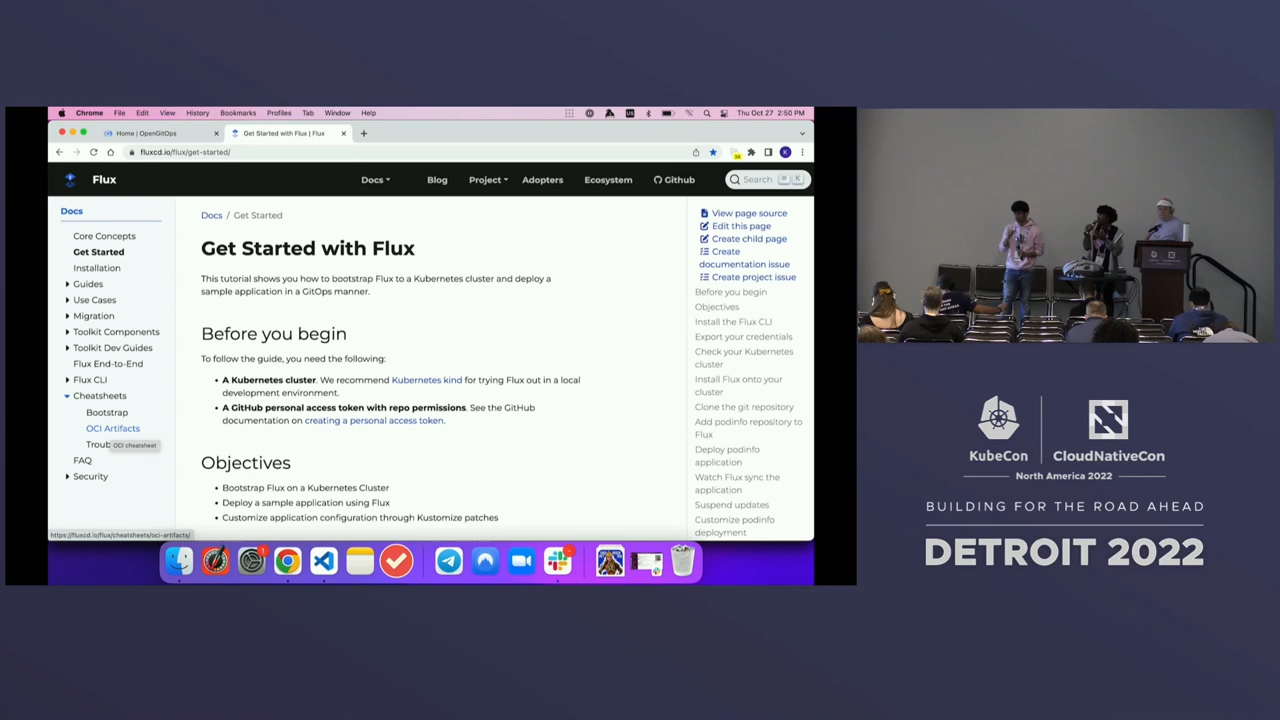 Chrome File Edit View History Bookmarks Profiles Tab Window Help
US
Thu Oct 27 2:50 PM
Home | OpenGitOps
Get Started with Flux | Flux
fluxcd.io/flux/get-started/
Flux
Docs
Blog
Project
Adopters
Ecosystem
Github
Search
K
Docs
Core Concepts
Get Started
Installation
Guides
Use Cases
Migration
Toolkit Components
Toolkit Dev Guides
Flux End-to-End
Flux CLI
Cheatsheets
Bootstrap
OCI Artifacts
Troub
OCI cheatsheet
FAQ
Security
https://fluxcd.io/flux/cheatsheets/oci-artifacts/
Docs / Get Started
Get Started with Flux
This tutorial shows you how to bootstrap Flux to a Kubernetes cluster and deploy a
sample application in a GitOps manner.
Before you begin
To follow the guide, you need the following:
• A Kubernetes cluster. We recommend Kubernetes kind for trying Flux out in a local
development environment.
• A GitHub personal access token with repo permissions. See the GitHub
documentation on creating a personal access token.
Objectives
• Bootstrap Flux on a Kubernetes Cluster
• Deploy a sample application using Flux
• Customize application configuration through Kustomize patches
View page source
Edit this page
Create child page
Create
documentation issue
Create project issue
Before you begin
Objectives
Install the Flux CLI
Export your credentials
Check your Kubernetes
cluster
Install Flux onto your
cluster
Clone the git repository
Add podinfo repository to
Flux
Deploy podinfo
application
Watch Flux sync the
application
Suspend updates
Customize podinfo
deployment
KubeCon
CloudNativeCon
North America 2022
BUILDING FOR THE ROAD AHEAD
DETROIT 2022